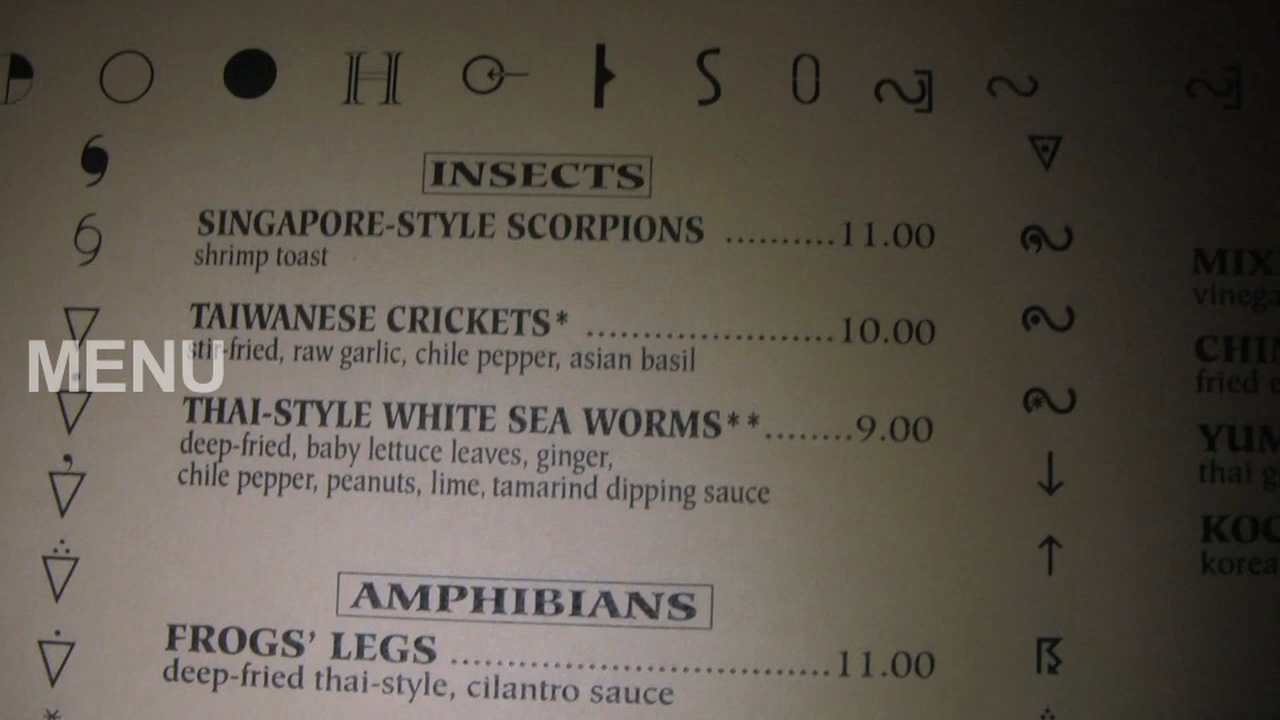 INSECTS
SINGAPORE-STYLE SCORPIONS ..........11.00
shrimp toast
TAIWANESE CRICKETS* ......................10.00
stir-fried, raw garlic, chile pepper, asian basil
MENU
THAI-STYLE WHITE SEA WORMS**........9.00
deep-fried, baby lettuce leaves, ginger,
chile pepper, peanuts, lime, tamarind dipping sauce
AMPHIBIANS
FROGS' LEGS ..................................11.00
deep-fried thai-style, cilantro sauce
fried
thai